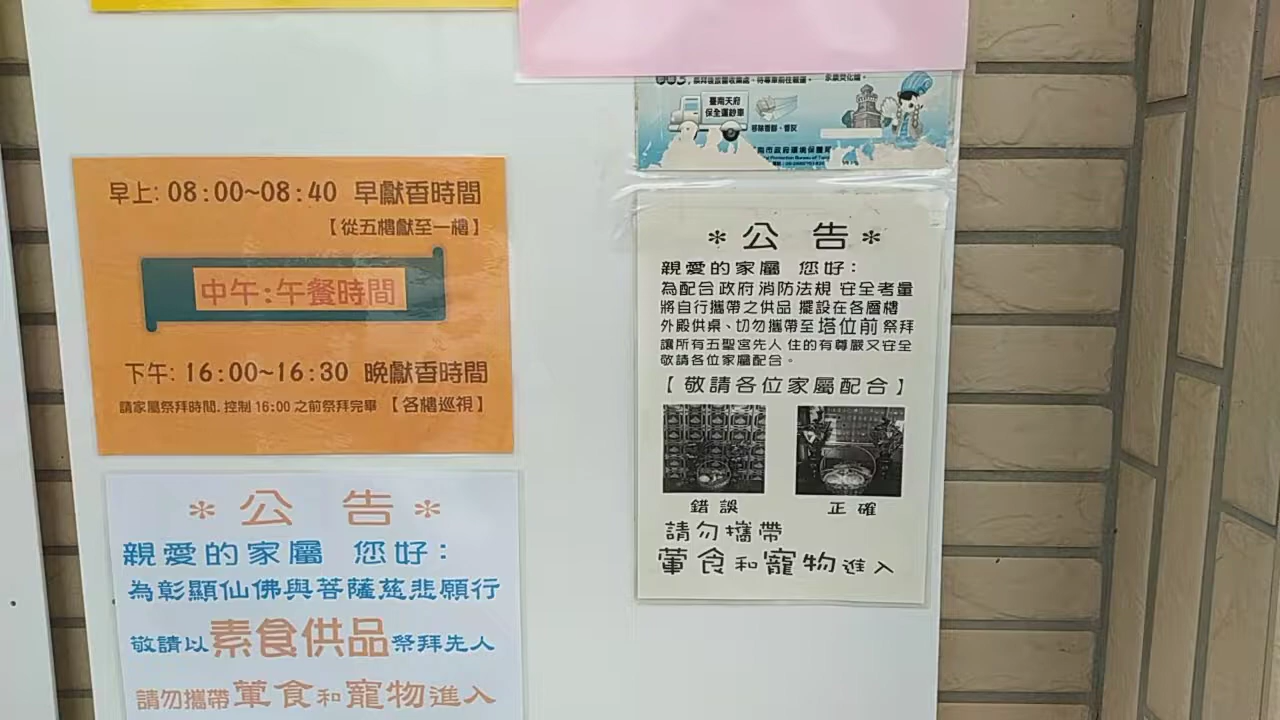 早上: 08:00~08:40 早獻香時間
【從五樓獻至一樓】
中午:午餐時間
下午: 16:00~16:30 晚獻香時間
請家屬祭拜時間. 控制 16:00 之前祭拜完畢 【各樓巡視】
＊公 告＊
親愛的家屬 您好：
為彰顯仙佛與菩薩慈悲願行
敬請以素食供品祭拜先人
請勿攜帶葷食和寵物進入
臺南天府
保全運鈔車
＊公 告＊
親愛的家屬 您好：
為配合政府消防法規 安全考量
將自行攜帶之供品 擺設在各層樓
外殿供桌、切勿攜帶至塔位前祭拜
讓所有五聖宮先人 住的有尊嚴又安全
敬請各位家屬配合。
【敬請各位家屬配合】
錯誤 正確
請勿攜帶
葷食和寵物進入